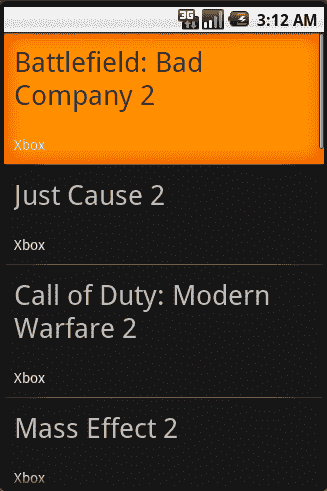 3G 3:12 AM
Battlefield: Bad
Company 2
Xbox
Just Cause 2
Xbox
Call of Duty: Modern
Warfare 2
Xbox
Mass Effect 2
Xbox